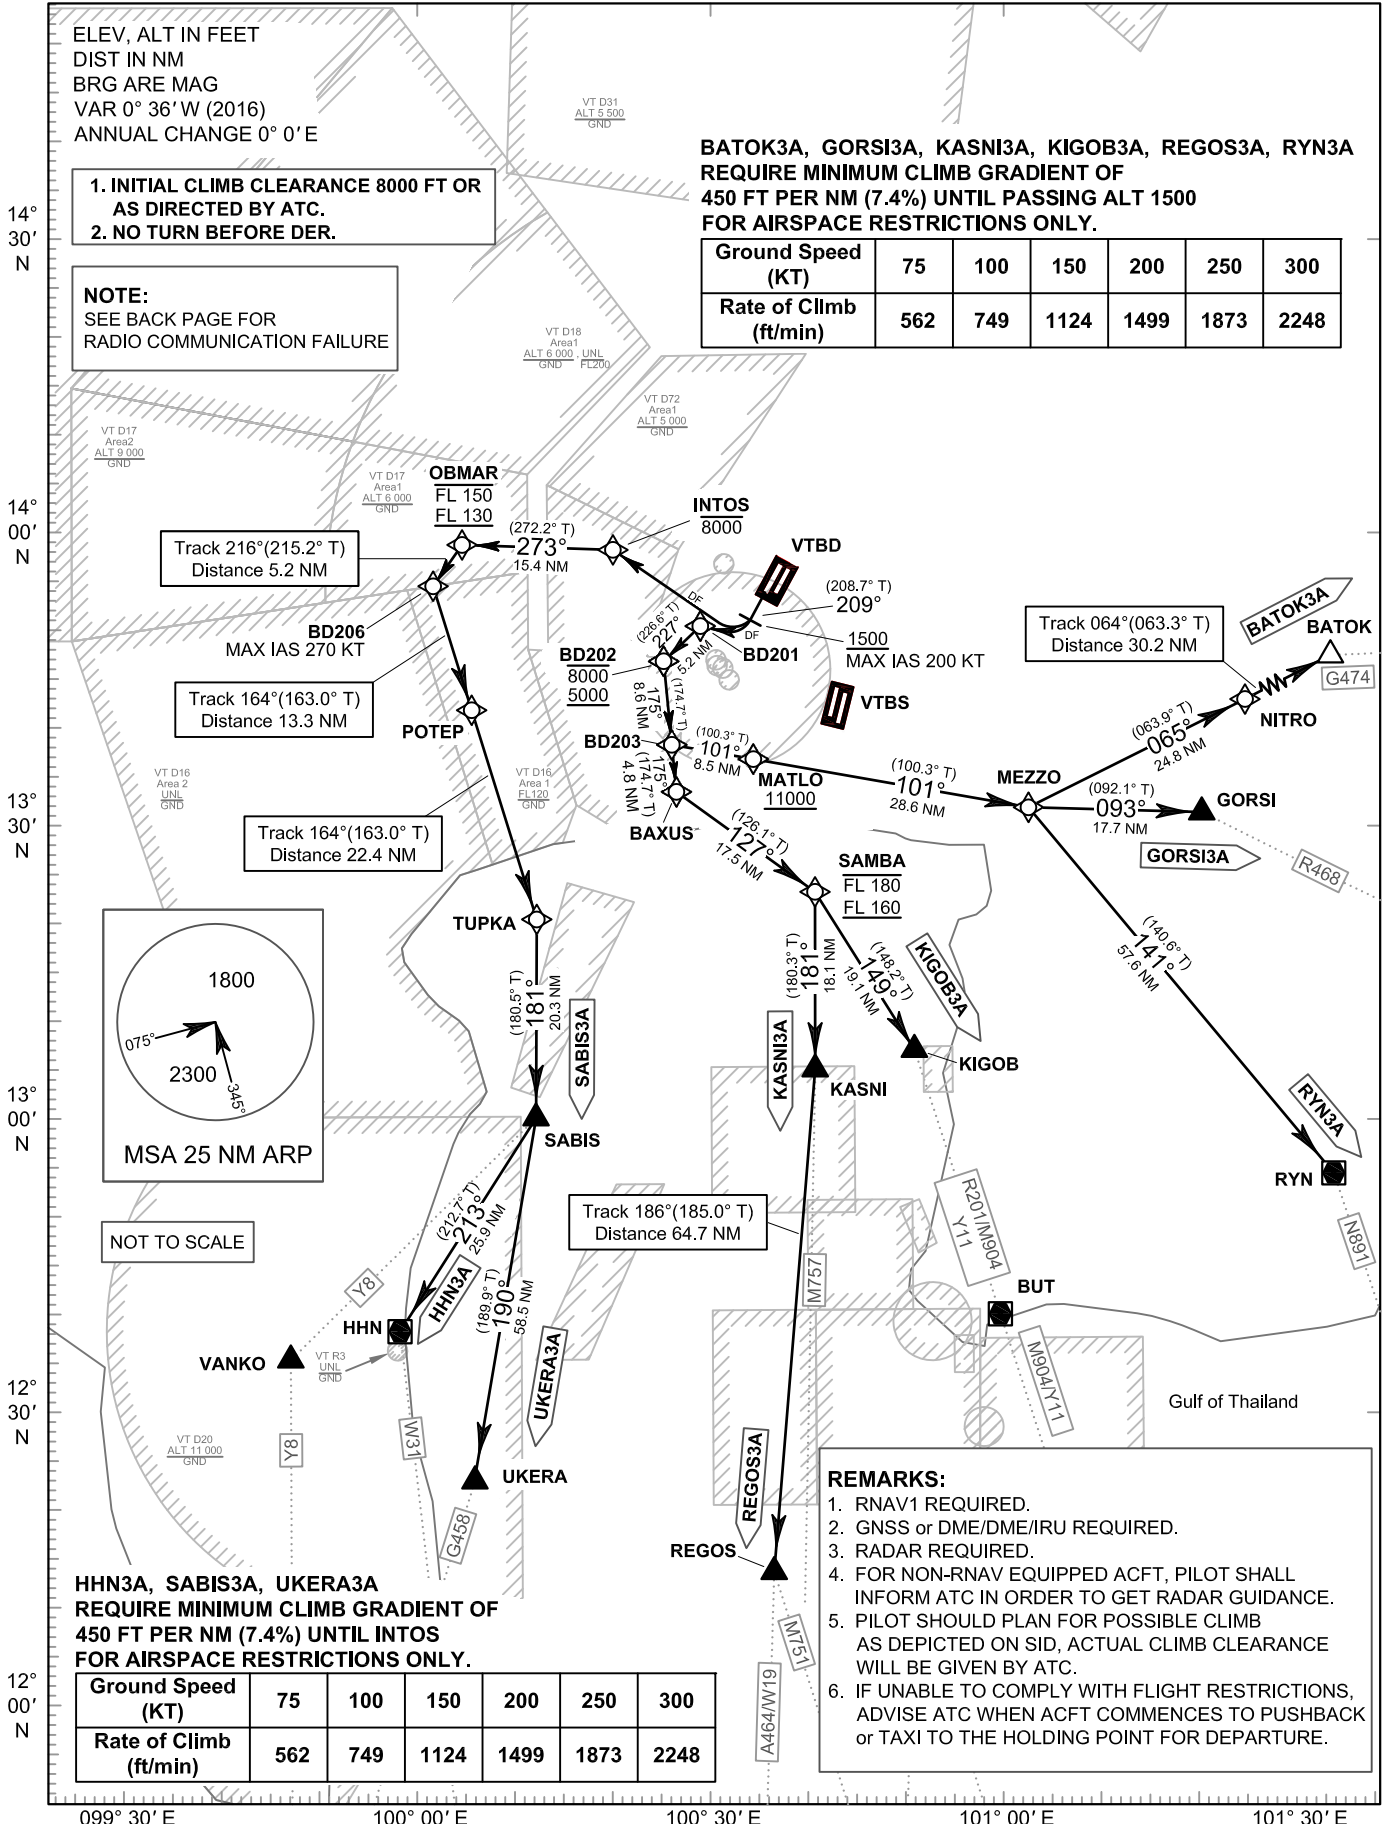 ELEV, ALT IN FEET
DIST IN NM
BRG ARE MAG
VAR 0° 36′ W (2016)
ANNUAL CHANGE 0° 0′ E
1. INITIAL CLIMB CLEARANCE 8000 FT OR
AS DIRECTED BY ATC.
2. NO TURN BEFORE DER.
NOTE:
SEE BACK PAGE FOR
RADIO COMMUNICATION FAILURE
VT D31
ALT 5 500
GND
BATOK3A, GORSI3A, KASNI3A, KIGOB3A, REGOS3A, RYN3A
REQUIRE MINIMUM CLIMB GRADIENT OF
450 FT PER NM (7.4%) UNTIL PASSING ALT 1500
FOR AIRSPACE RESTRICTIONS ONLY.
Ground Speed (KT) 75 100 150 200 250 300
Rate of Climb (ft/min) 562 749 1124 1499 1873 2248
14°
30′
N
VT D18
Area1
ALT 6 000 , UNL
GND FL200
VT D72
Area1
ALT 5 000
GND
VT D17
Area2
ALT 9 000
GND
VT D17
Area1
ALT 6 000
GND
OBMAR
FL 150
FL 130
INTOS
8000
VTBD
14°
00′
N
(272.2° T)
273°
15.4 NM
Track 216°(215.2° T)
Distance 5.2 NM
BD206
MAX IAS 270 KT
DF
DF
(208.7° T)
209°
1500
MAX IAS 200 KT
BD201
(226.6° T)
227°
5.2 NM
BD202
8000
5000
Track 064°(063.3° T)
Distance 30.2 NM
BATOK3A
BATOK
G474
NITRO
Track 164°(163.0° T)
Distance 13.3 NM
POTEP
(174.7° T)
175°
8.6 NM
VTBS
BD203
(100.3° T)
101°
8.5 NM
MATLO
11000
(063.9° T)
065°
24.8 NM
MEZZO
(100.3° T)
101°
28.6 NM
(092.1° T)
093°
17.7 NM
GORSI
GORSI3A
R468
VT D16
Area 2
UNL
GND
VT D16
Area 1
FL120
GND
13°
30′
N
175°
(174.7° T)
4.8 NM
BAXUS
Track 164°(163.0° T)
Distance 22.4 NM
(126.1° T)
127°
17.5 NM
SAMBA
FL 180
FL 160
TUPKA
(180.5° T)
181°
20.3 NM
SABIS3A
(180.3° T)
181°
18.1 NM
(148.2° T)
149°
19.1 NM
KIGOB3A
KASNI3A
KIGOB
KASNI
(140.6° T)
141°
57.6 NM
RYN3A
RYN
N891
1800
075°
2300
345°
MSA 25 NM ARP
13°
00′
N
SABIS
NOT TO SCALE
(212.7° T)
213°
25.9 NM
Y8
HHN3A
HHN
VANKO
VT R3
UNL
GND
(189.9° T)
190°
58.5 NM
UKERA3A
Track 186°(185.0° T)
Distance 64.7 NM
M757
R201/M904
Y11
BUT
M904/Y11
12°
30′
N
Gulf of Thailand
VT D20
ALT 11 000
GND
Y8
W31
UKERA
G458
REGOS3A
REGOS
M751
A464/W19
HHN3A, SABIS3A, UKERA3A
REQUIRE MINIMUM CLIMB GRADIENT OF
450 FT PER NM (7.4%) UNTIL INTOS
FOR AIRSPACE RESTRICTIONS ONLY.
Ground Speed (KT) 75 100 150 200 250 300
Rate of Climb (ft/min) 562 749 1124 1499 1873 2248
12°
00′
N
REMARKS:
1. RNAV1 REQUIRED.
2. GNSS or DME/DME/IRU REQUIRED.
3. RADAR REQUIRED.
4. FOR NON-RNAV EQUIPPED ACFT, PILOT SHALL
INFORM ATC IN ORDER TO GET RADAR GUIDANCE.
5. PILOT SHOULD PLAN FOR POSSIBLE CLIMB
AS DEPICTED ON SID, ACTUAL CLIMB CLEARANCE
WILL BE GIVEN BY ATC.
6. IF UNABLE TO COMPLY WITH FLIGHT RESTRICTIONS,
ADVISE ATC WHEN ACFT COMMENCES TO PUSHBACK
or TAXI TO THE HOLDING POINT FOR DEPARTURE.
099° 30′ E 100° 00′ E 100° 30′ E 101° 00′ E 101° 30′ E